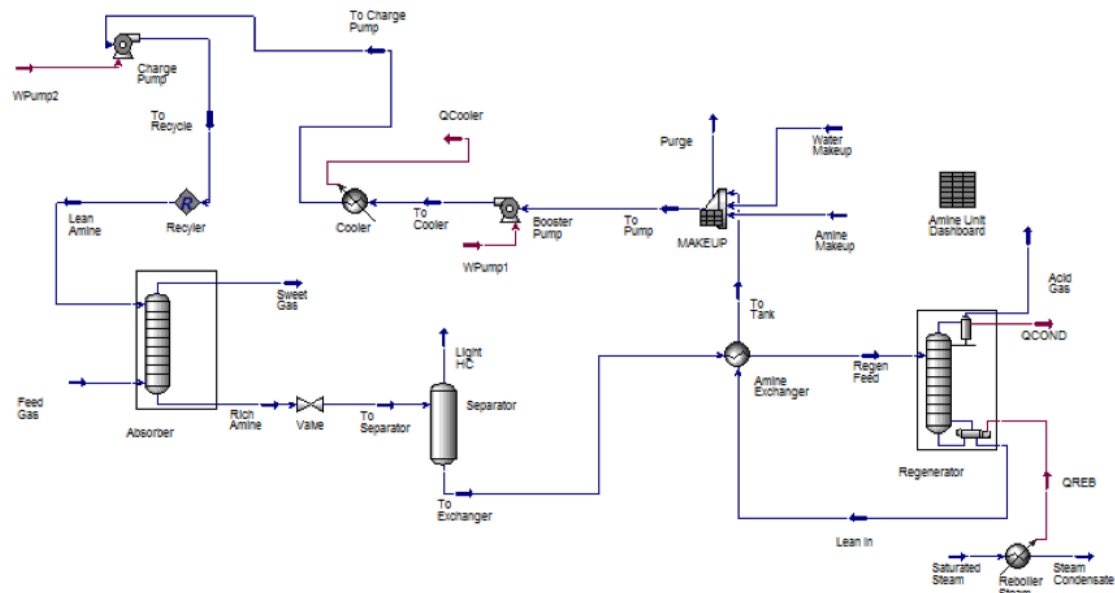 To Charge
Pump
Charge
Pump
WPump2
To
Recycle
QCooler
Purge
Water
Makeup
Lean
Amine
Recyler
Cooler
To
Cooler
Booster
Pump
WPump1
To
Pump
MAKEUP
Amine
Makeup
Amine Unit
Dashboard
Acid
Gas
Sweet
Gas
To
Tank
QCOND
Light
HC
Regen
Feed
Amine
Exchanger
Feed
Gas
Absorber
Rich
Amine
Valve
To
Separator
Separator
Regenerator
To
Exchanger
QREB
Lean In
Saturated
Steam
Reboiler
Steam
Steam
Condensate
R